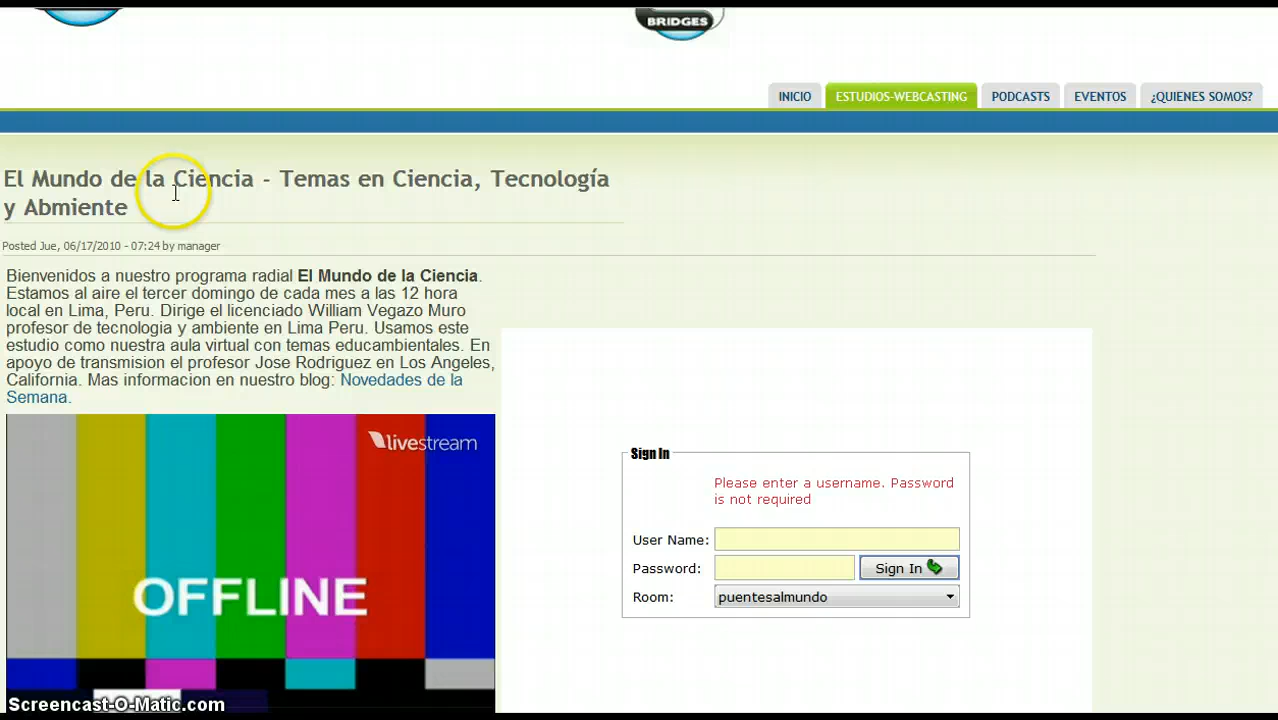 BRIDGES
INICIO
ESTUDIOS-WEBCASTING
PODCASTS
EVENTOS
¿QUIENES SOMOS?
El Mundo de la Ciencia - Temas en Ciencia, Tecnología
y Abmiente
Posted Jue, 06/17/2010 - 07:24 by manager
Bienvenidos a nuestro programa radial El Mundo de la Ciencia.
Estamos al aire el tercer domingo de cada mes a las 12 hora
local en Lima, Peru. Dirige el licenciado William Vegazo Muro
profesor de tecnologia y ambiente en Lima Peru. Usamos este
estudio como nuestra aula virtual con temas educambientales. En
apoyo de transmision el profesor Jose Rodriguez en Los Angeles,
California. Mas informacion en nuestro blog: Novedades de la
Semana.
livestream
OFFLINE
Sign In
Please enter a username. Password
is not required
User Name:
Password:
Sign In
Room:
puentesalmundo
Screencast-O-Matic.com